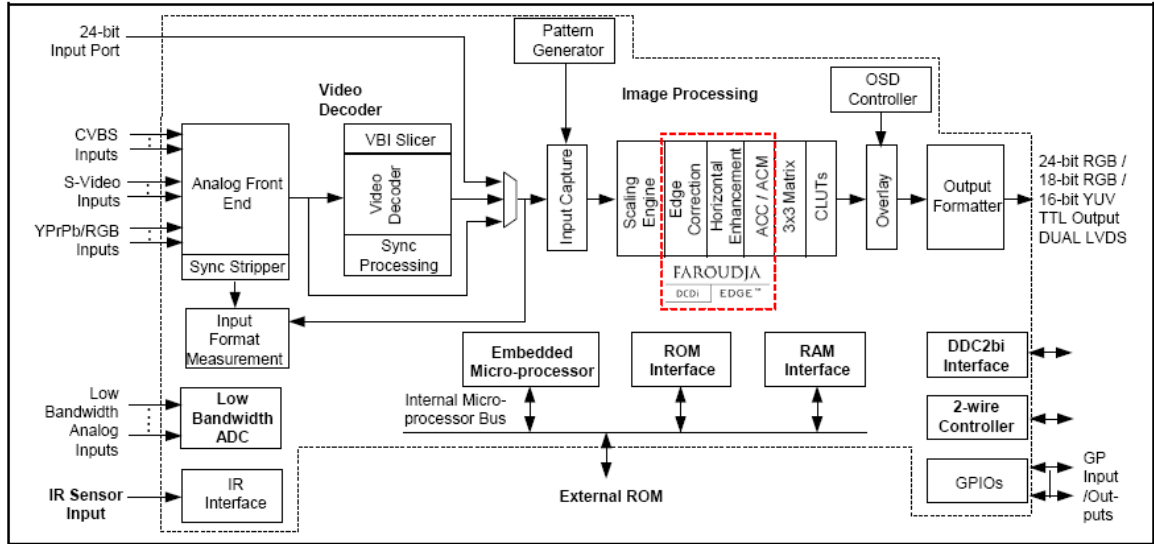 24-bit
Input Port
Pattern
Generator
OSD
Controller
Video
Decoder
Image Processing
CVBS
Inputs
S-Video
Inputs
YPrPb/RGB
Inputs
Analog Front
End
Sync Stripper
VBI Slicer
Video
Decoder
Sync
Processing
Input Capture
Scaling
Engine
Edge
Correction
Horizontal
Enhancement
ACC / ACM
3x3 Matrix
CLUTs
FAROUDJA
DCDi EDGE™
Overlay
Output
Formatter
24-bit RGB /
18-bit RGB /
16-bit YUV
TTL Output
DUAL LVDS
Input
Format
Measurement
Embedded
Micro-processor
ROM
Interface
RAM
Interface
DDC2bi
Interface
Low
Bandwidth
Analog
Inputs
Low
Bandwidth
ADC
Internal Micro-
processor Bus
2-wire
Controller
IR Sensor
Input
IR
Interface
External ROM
GPIOs
GP
Input
/Out-
puts